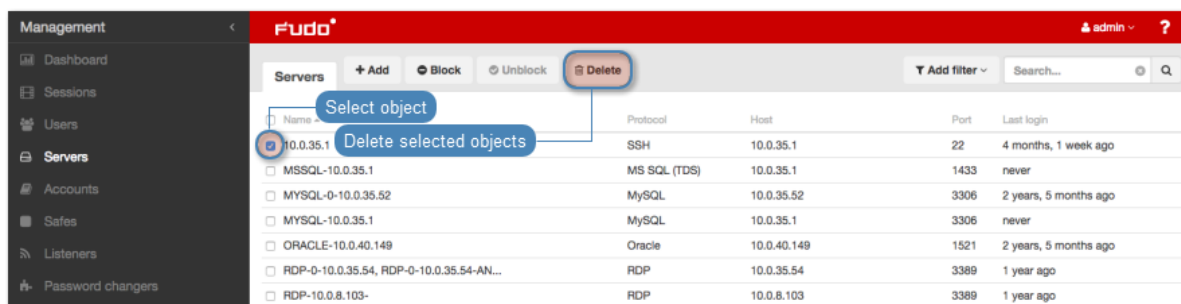 Management
Fudo
admin
?
Dashboard
Sessions
Users
Servers
Accounts
Safes
Listeners
Password changers
Servers
+ Add
Block
Unblock
Delete
Add filter
Search...
Select object
Delete selected objects
Name Protocol Host Port Last login
10.0.35.1 SSH 10.0.35.1 22 4 months, 1 week ago
MSSQL-10.0.35.1 MS SQL (TDS) 10.0.35.1 1433 never
MYSQL-0-10.0.35.52 MySQL 10.0.35.52 3306 2 years, 5 months ago
MYSQL-10.0.35.1 MySQL 10.0.35.1 3306 never
ORACLE-10.0.40.149 Oracle 10.0.40.149 1521 2 years, 5 months ago
RDP-0-10.0.35.54, RDP-0-10.0.35.54-AN... RDP 10.0.35.54 3389 1 year ago
RDP-10.0.8.103- RDP 10.0.8.103 3389 1 year ago